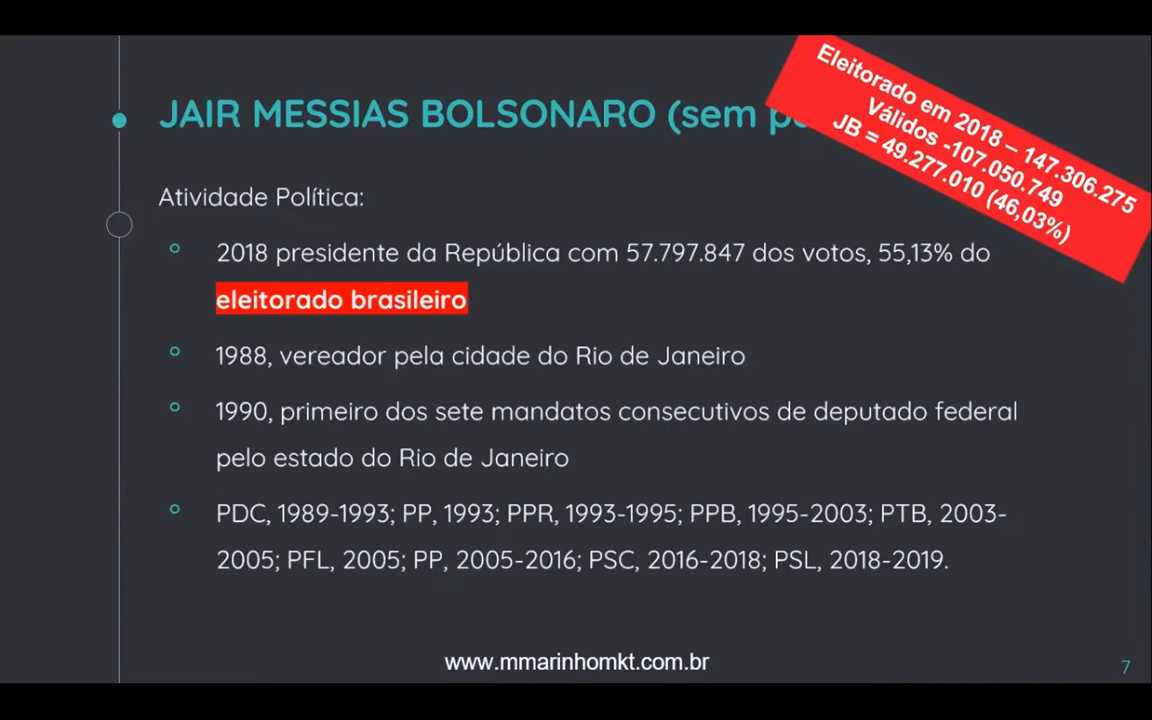 JAIR MESSIAS BOLSONARO (sem
Eleitorado em 2018 – 147.306.275
Válidos -107.050.749
JB = 49.277.010 (46,03%)
Atividade Política:
2018 presidente da República com 57.797.847 dos votos, 55,13% do
eleitorado brasileiro
1988, vereador pela cidade do Rio de Janeiro
1990, primeiro dos sete mandatos consecutivos de deputado federal
pelo estado do Rio de Janeiro
PDC, 1989-1993; PP, 1993; PPR, 1993-1995; PPB, 1995-2003; PTB, 2003-
2005; PFL, 2005; PP, 2005-2016; PSC, 2016-2018; PSL, 2018-2019.
www.mmarinhomkt.com.br
7